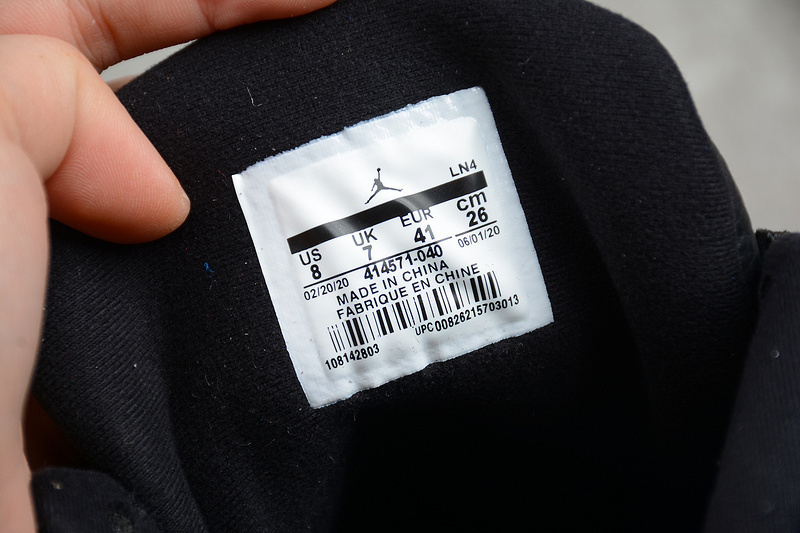 LN4
US UK EUR cm
8 7 41 26
02/20/20 414571-040 06/01/20
MADE IN CHINA
FABRIQUE EN CHINE
108142803 UPC00826215703013